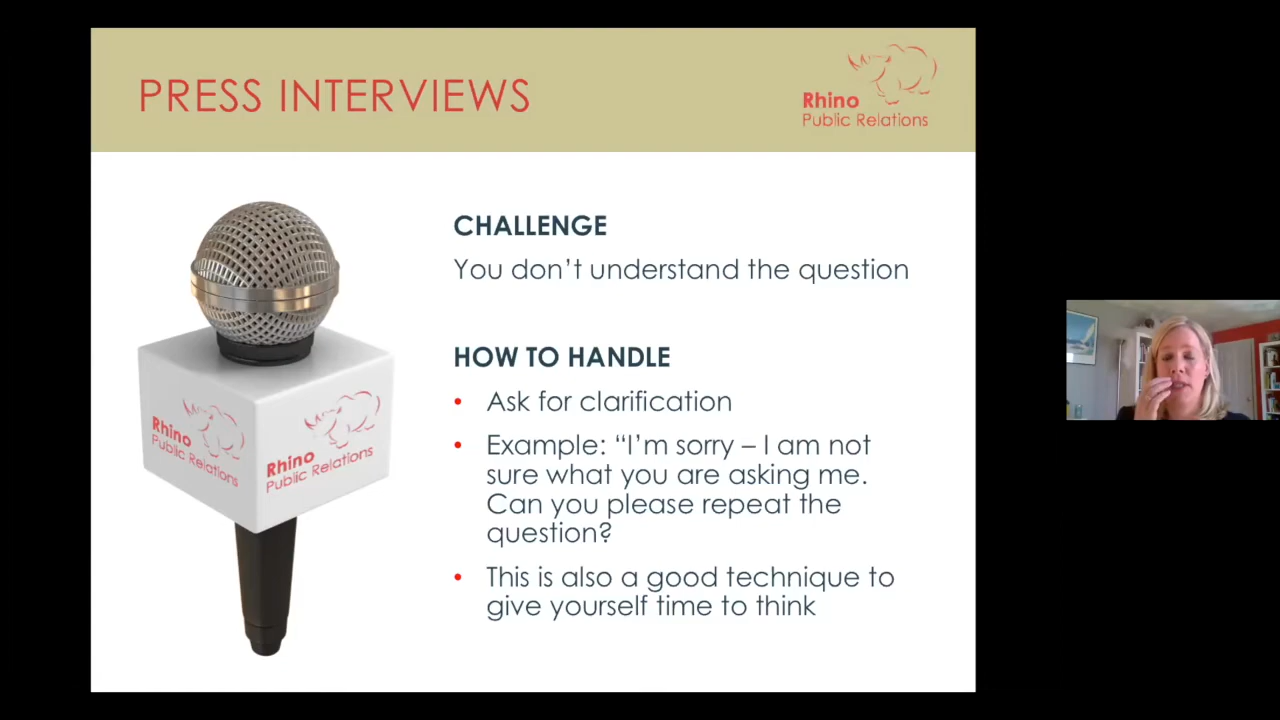 PRESS INTERVIEWS
Rhino
Public Relations
CHALLENGE
You don’t understand the question
HOW TO HANDLE
• Ask for clarification
• Example: “I’m sorry – I am not
sure what you are asking me.
Can you please repeat the
question?
• This is also a good technique to
give yourself time to think
Rhino
Public Relations
Rhino
Public Relations